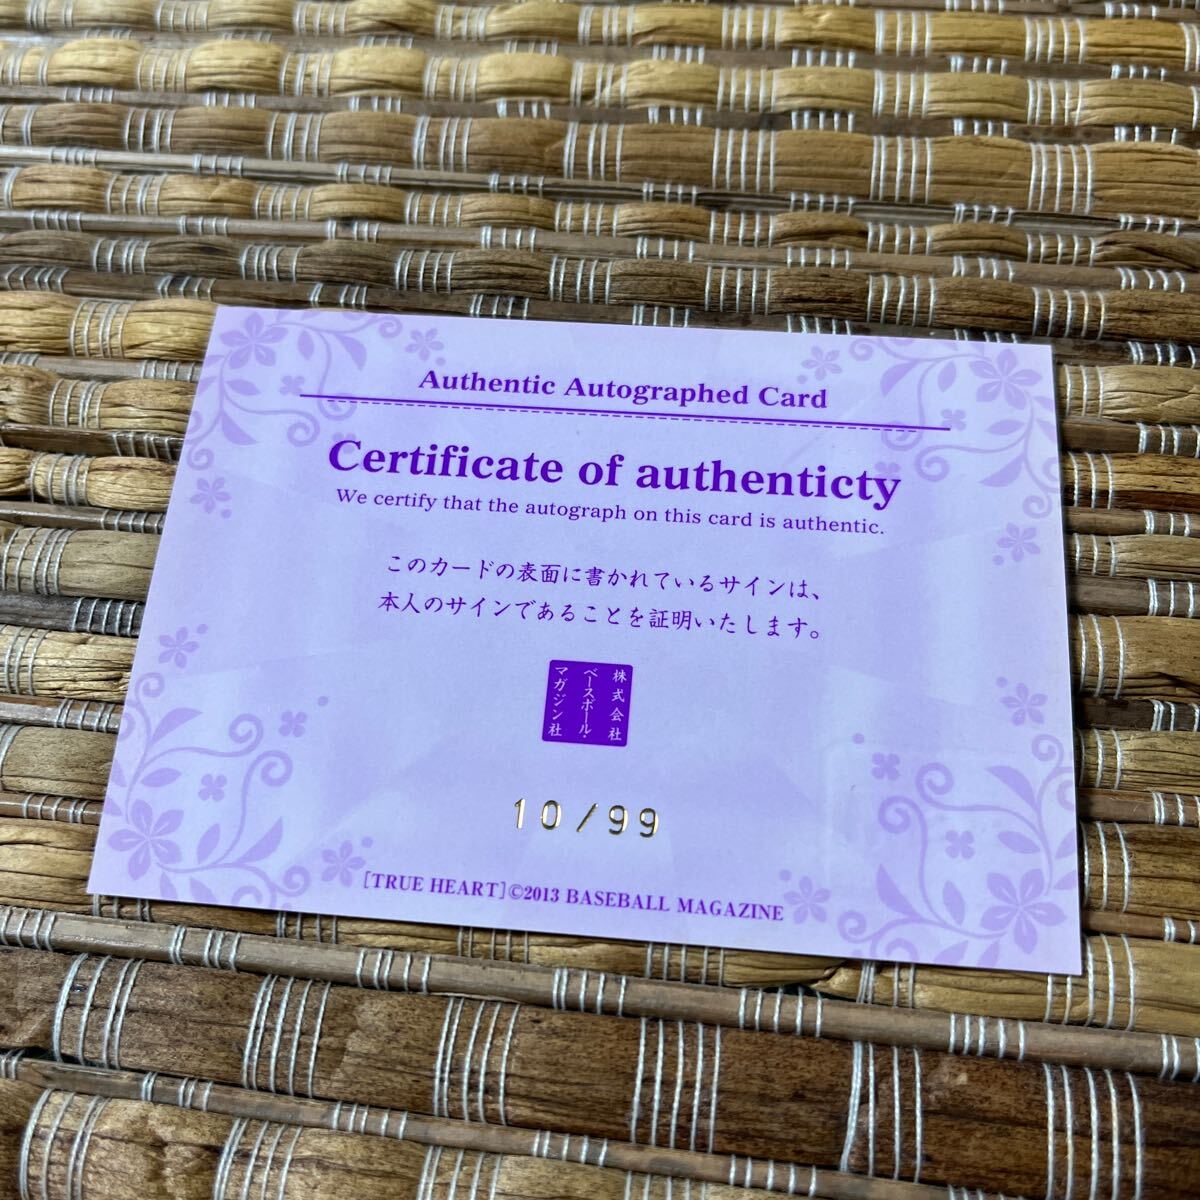 Authentic Autographed Card
Certificate of authenticty
We certify that the autograph on this card is authentic.
このカードの表面に書かれているサインは、
本人のサインであることを証明いたします。
株式会社
ベースボール・
マガジン社
10/99
[TRUE HEART]©2013 BASEBALL MAGAZINE